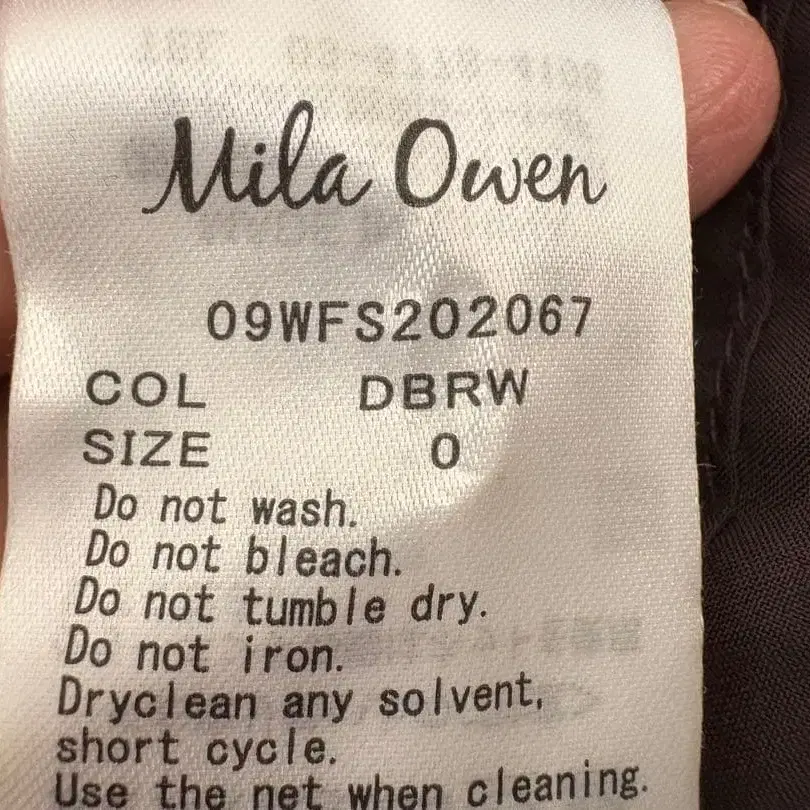 Mila Owen
09WFS202067
COL DBRW
SIZE 0
Do not wash.
Do not bleach.
Do not tumble dry.
Do not iron.
Dryclean any solvent,
short cycle.
Use the net when cleaning.